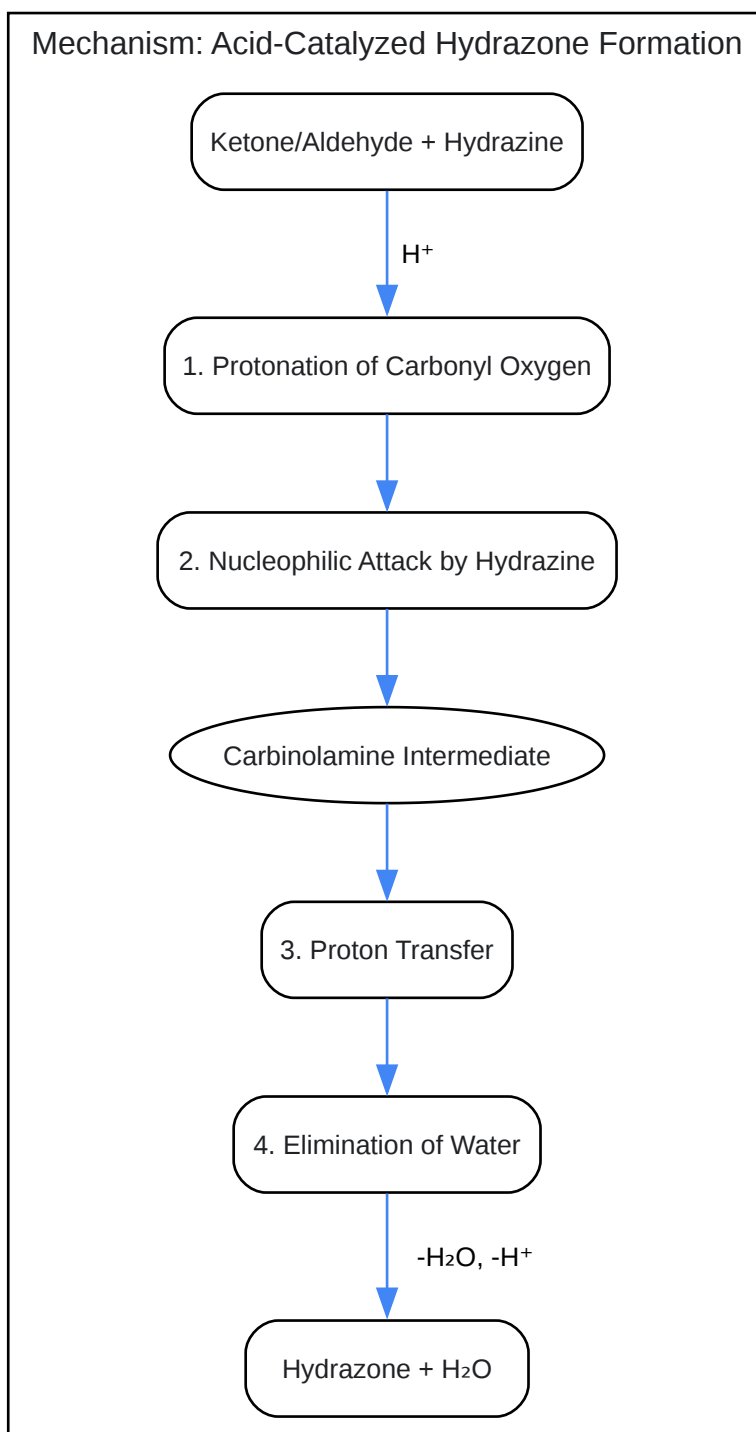 Mechanism: Acid-Catalyzed Hydrazone Formation
Ketone/Aldehyde + Hydrazine
H⁺
1. Protonation of Carbonyl Oxygen
2. Nucleophilic Attack by Hydrazine
Carbinolamine Intermediate
3. Proton Transfer
4. Elimination of Water
-H₂O, -H⁺
Hydrazone + H₂O